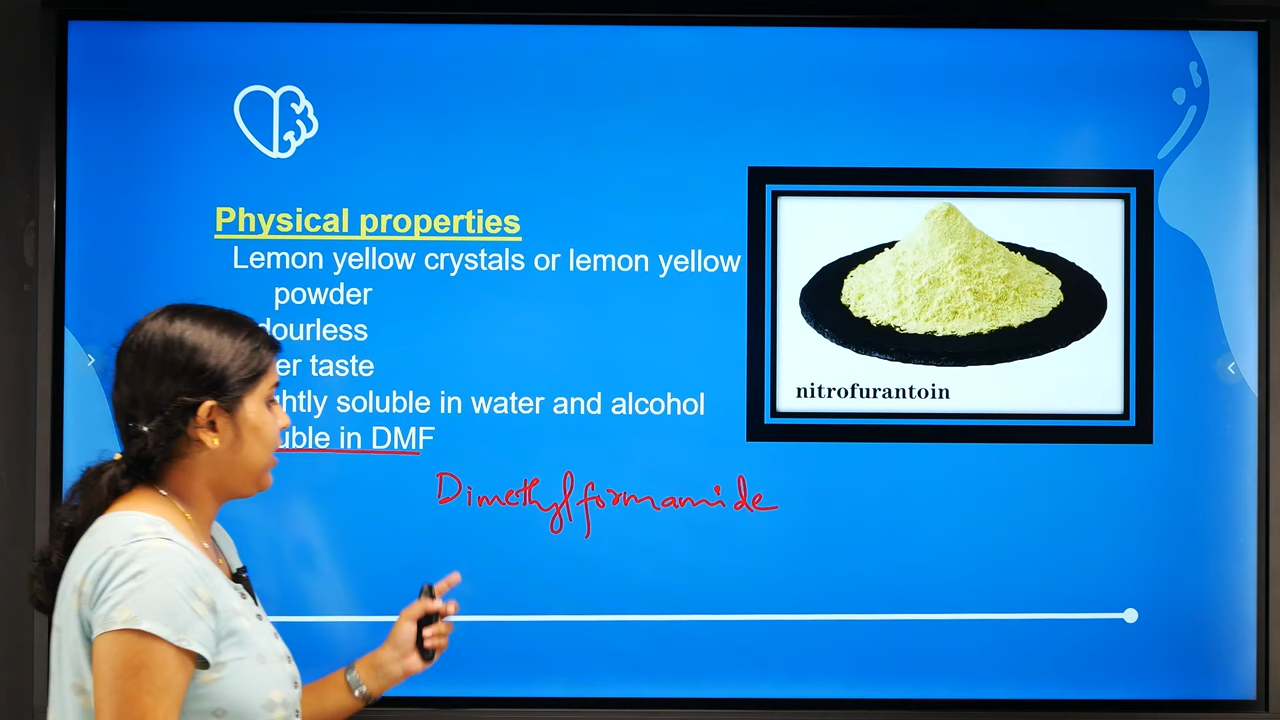 Physical properties
Lemon yellow crystals or lemon yellow
powder
dourless
er taste
htly soluble in water and alcohol
uble in DMF
Dimethylformamide
nitrofurantoin